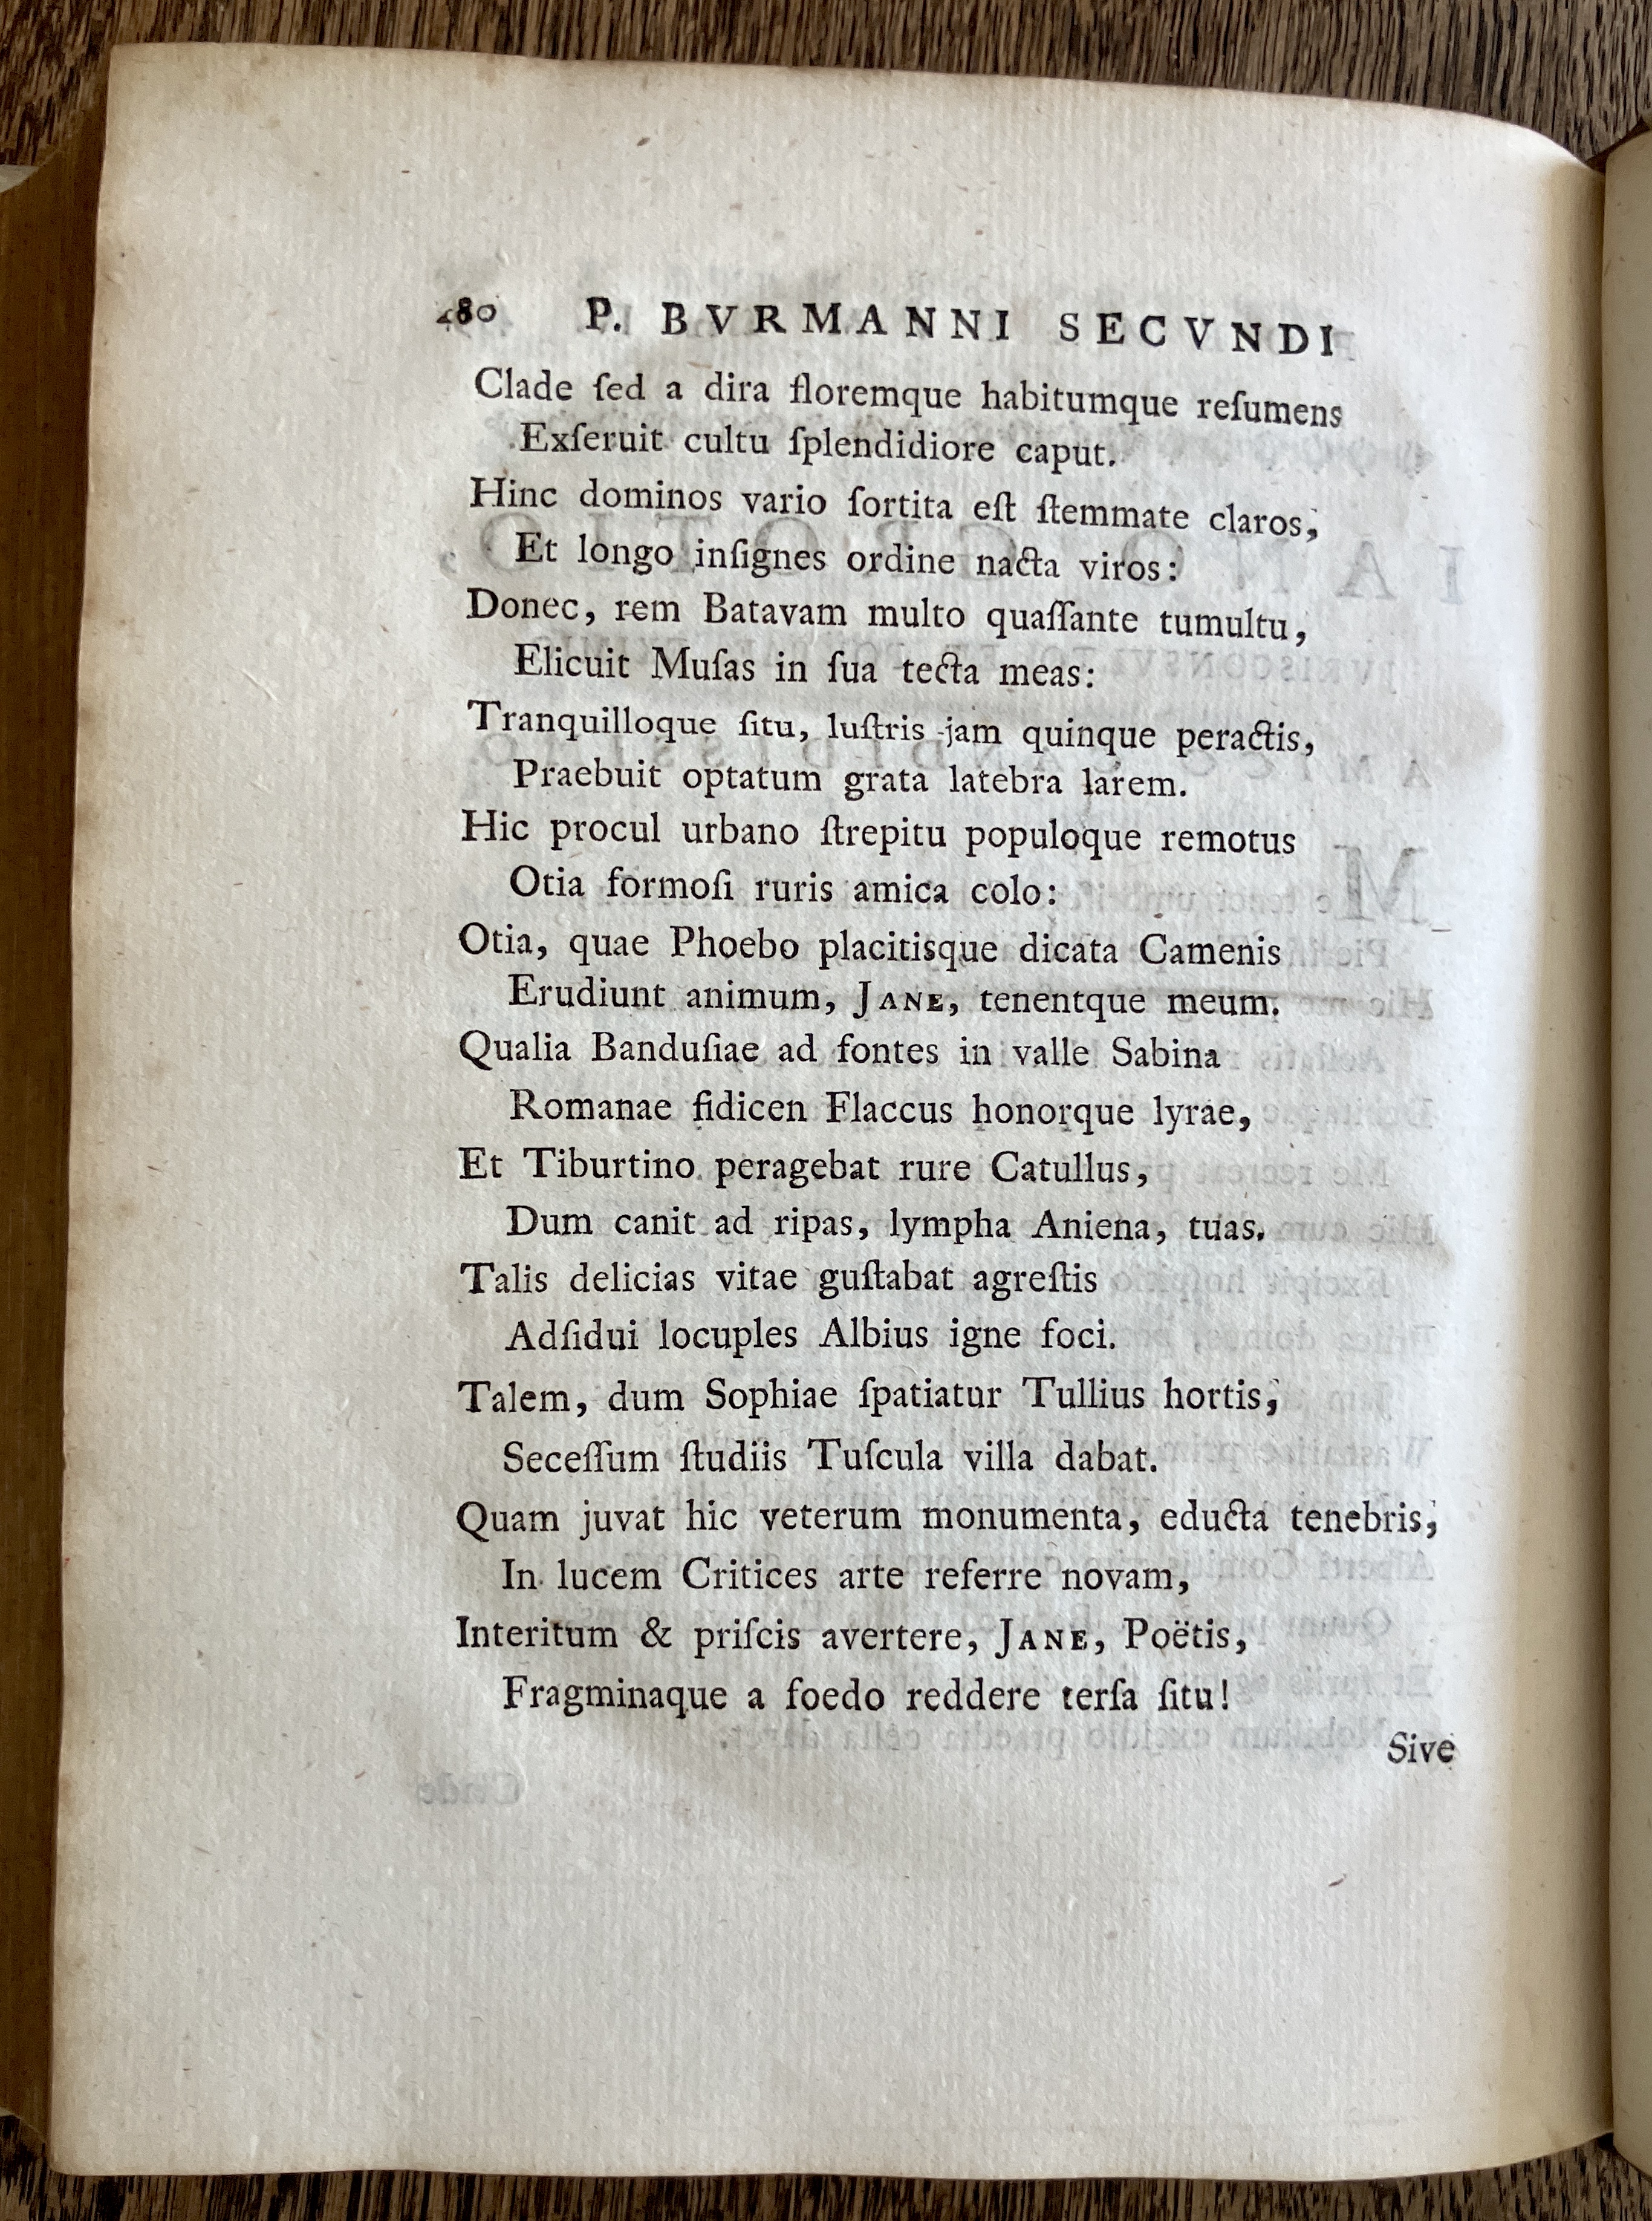 280 P. BVRMANNI SECVNDI
Clade ſed a dira floremque habitumque reſumens
Exſeruit cultu ſplendidiore caput.
Hinc dominos vario ſortita eſt ſtemmate claros,
Et longo inſignes ordine nacta viros:
Donec, rem Batavam multo quaſſante tumultu,
Elicuit Muſas in ſua tecta meas:
Tranquilloque ſitu, luſtris jam quinque peractis,
Praebuit optatum grata latebra larem.
Hic procul urbano ſtrepitu populoque remotus
Otia formoſi ruris amica colo:
Otia, quae Phoebo placitisque dicata Camenis
Erudiunt animum, JANE, tenentque meum.
Qualia Banduſiae ad fontes in valle Sabina
Romanae fidicen Flaccus honorque lyrae,
Et Tiburtino peragebat rure Catullus,
Dum canit ad ripas, lympha Aniena, tuas.
Talis delicias vitae guſtabat agreſtis
Adſidui locuples Albius igne foci.
Talem, dum Sophiae ſpatiatur Tullius hortis,
Seceſſum ſtudiis Tuſcula villa dabat.
Quam juvat hic veterum monumenta, educta tenebris,
In lucem Critices arte referre novam,
Interitum & priſcis avertere, JANE, Poëtis,
Fragminaque a foedo reddere terſa ſitu!
Sive